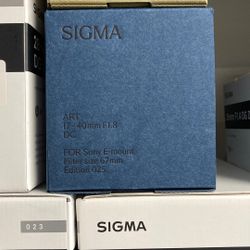 SIGMA
ART
17-40mm F1.8
DC
FOR Sony E-mount
Filter size 67mm
Edition 025
023
SIGMA